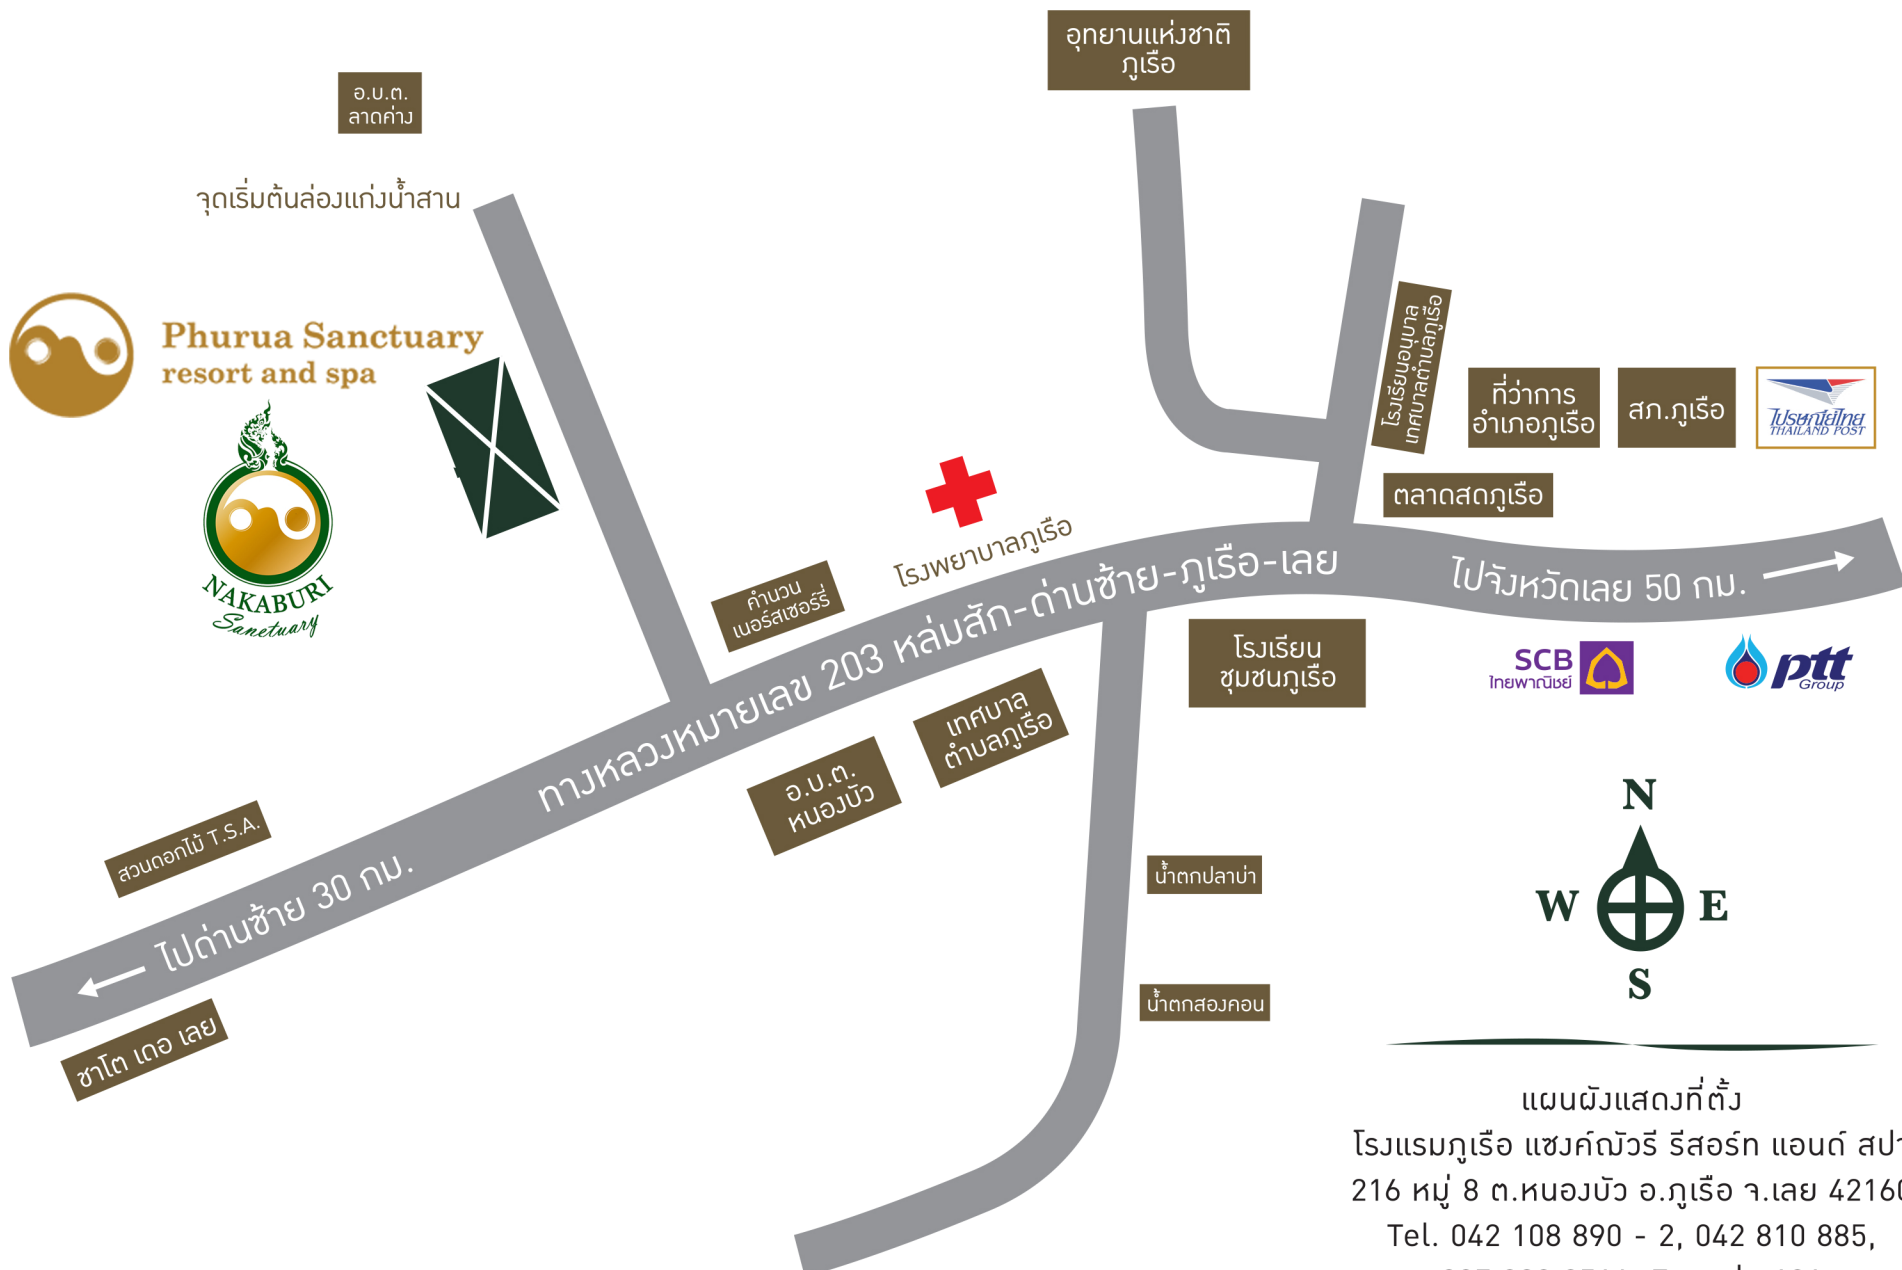 อุทยานแห่งชาติ
ภูเรือ
อ.บ.ต.
ลาดค่าง
จุดเริ่มต้นล่องแก่งน้ำสาน
Phurua Sanctuary
resort and spa
NAKABURI
Sanctuary
โรงเรียนอนุบาล
เทศบาลตำบลภูเรือ
ที่ว่าการ
อำเภอภูเรือ
สภ.ภูเรือ
ไปรษณีย์ไทย
THAILAND POST
ตลาดสดภูเรือ
โรงพยาบาลภูเรือ
คำนวน
เนอร์สเซอร์รี่
ทางหลวงหมายเลข 203 หล่มสัก-ด่านซ้าย-ภูเรือ-เลย
ไปจังหวัดเลย 50 กม.
โรงเรียน
ชุมชนภูเรือ
SCB
ไทยพาณิชย์
ptt
Group
เทศบาล
ตำบลภูเรือ
อ.บ.ต.
หนองบัว
สวนดอกไม้ T.S.A.
ไปด่านซ้าย 30 กม.
ชาโต เดอ เลย
น้ำตกปลาบ่า
น้ำตกสองคอน
N
W E
S
แผนผังแสดงที่ตั้ง
โรงแรมภูเรือ แซงค์ฌัวรี รีสอร์ท แอนด์ สปา
216 หมู่ 8 ต.หนองบัว อ.ภูเรือ จ.เลย 42160
Tel. 042 108 890 - 2, 042 810 885,